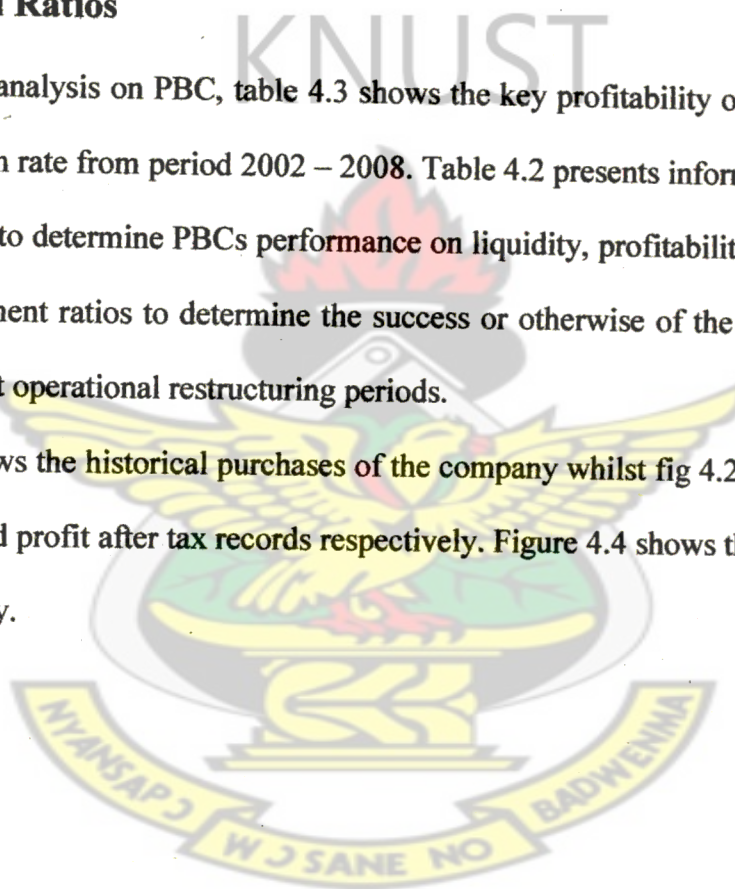 Ratios
KNUST
analysis on PBC, table 4.3 shows the key profitability o
n rate from period 2002 – 2008. Table 4.2 presents infor
to determine PBCs performance on liquidity, profitabilit
nent ratios to determine the success or otherwise of the
t operational restructuring periods.
ws the historical purchases of the company whilst fig 4.2
d profit after tax records respectively. Figure 4.4 shows t
y.
NYANSAPƆ WƆSANE NO BADWENMA